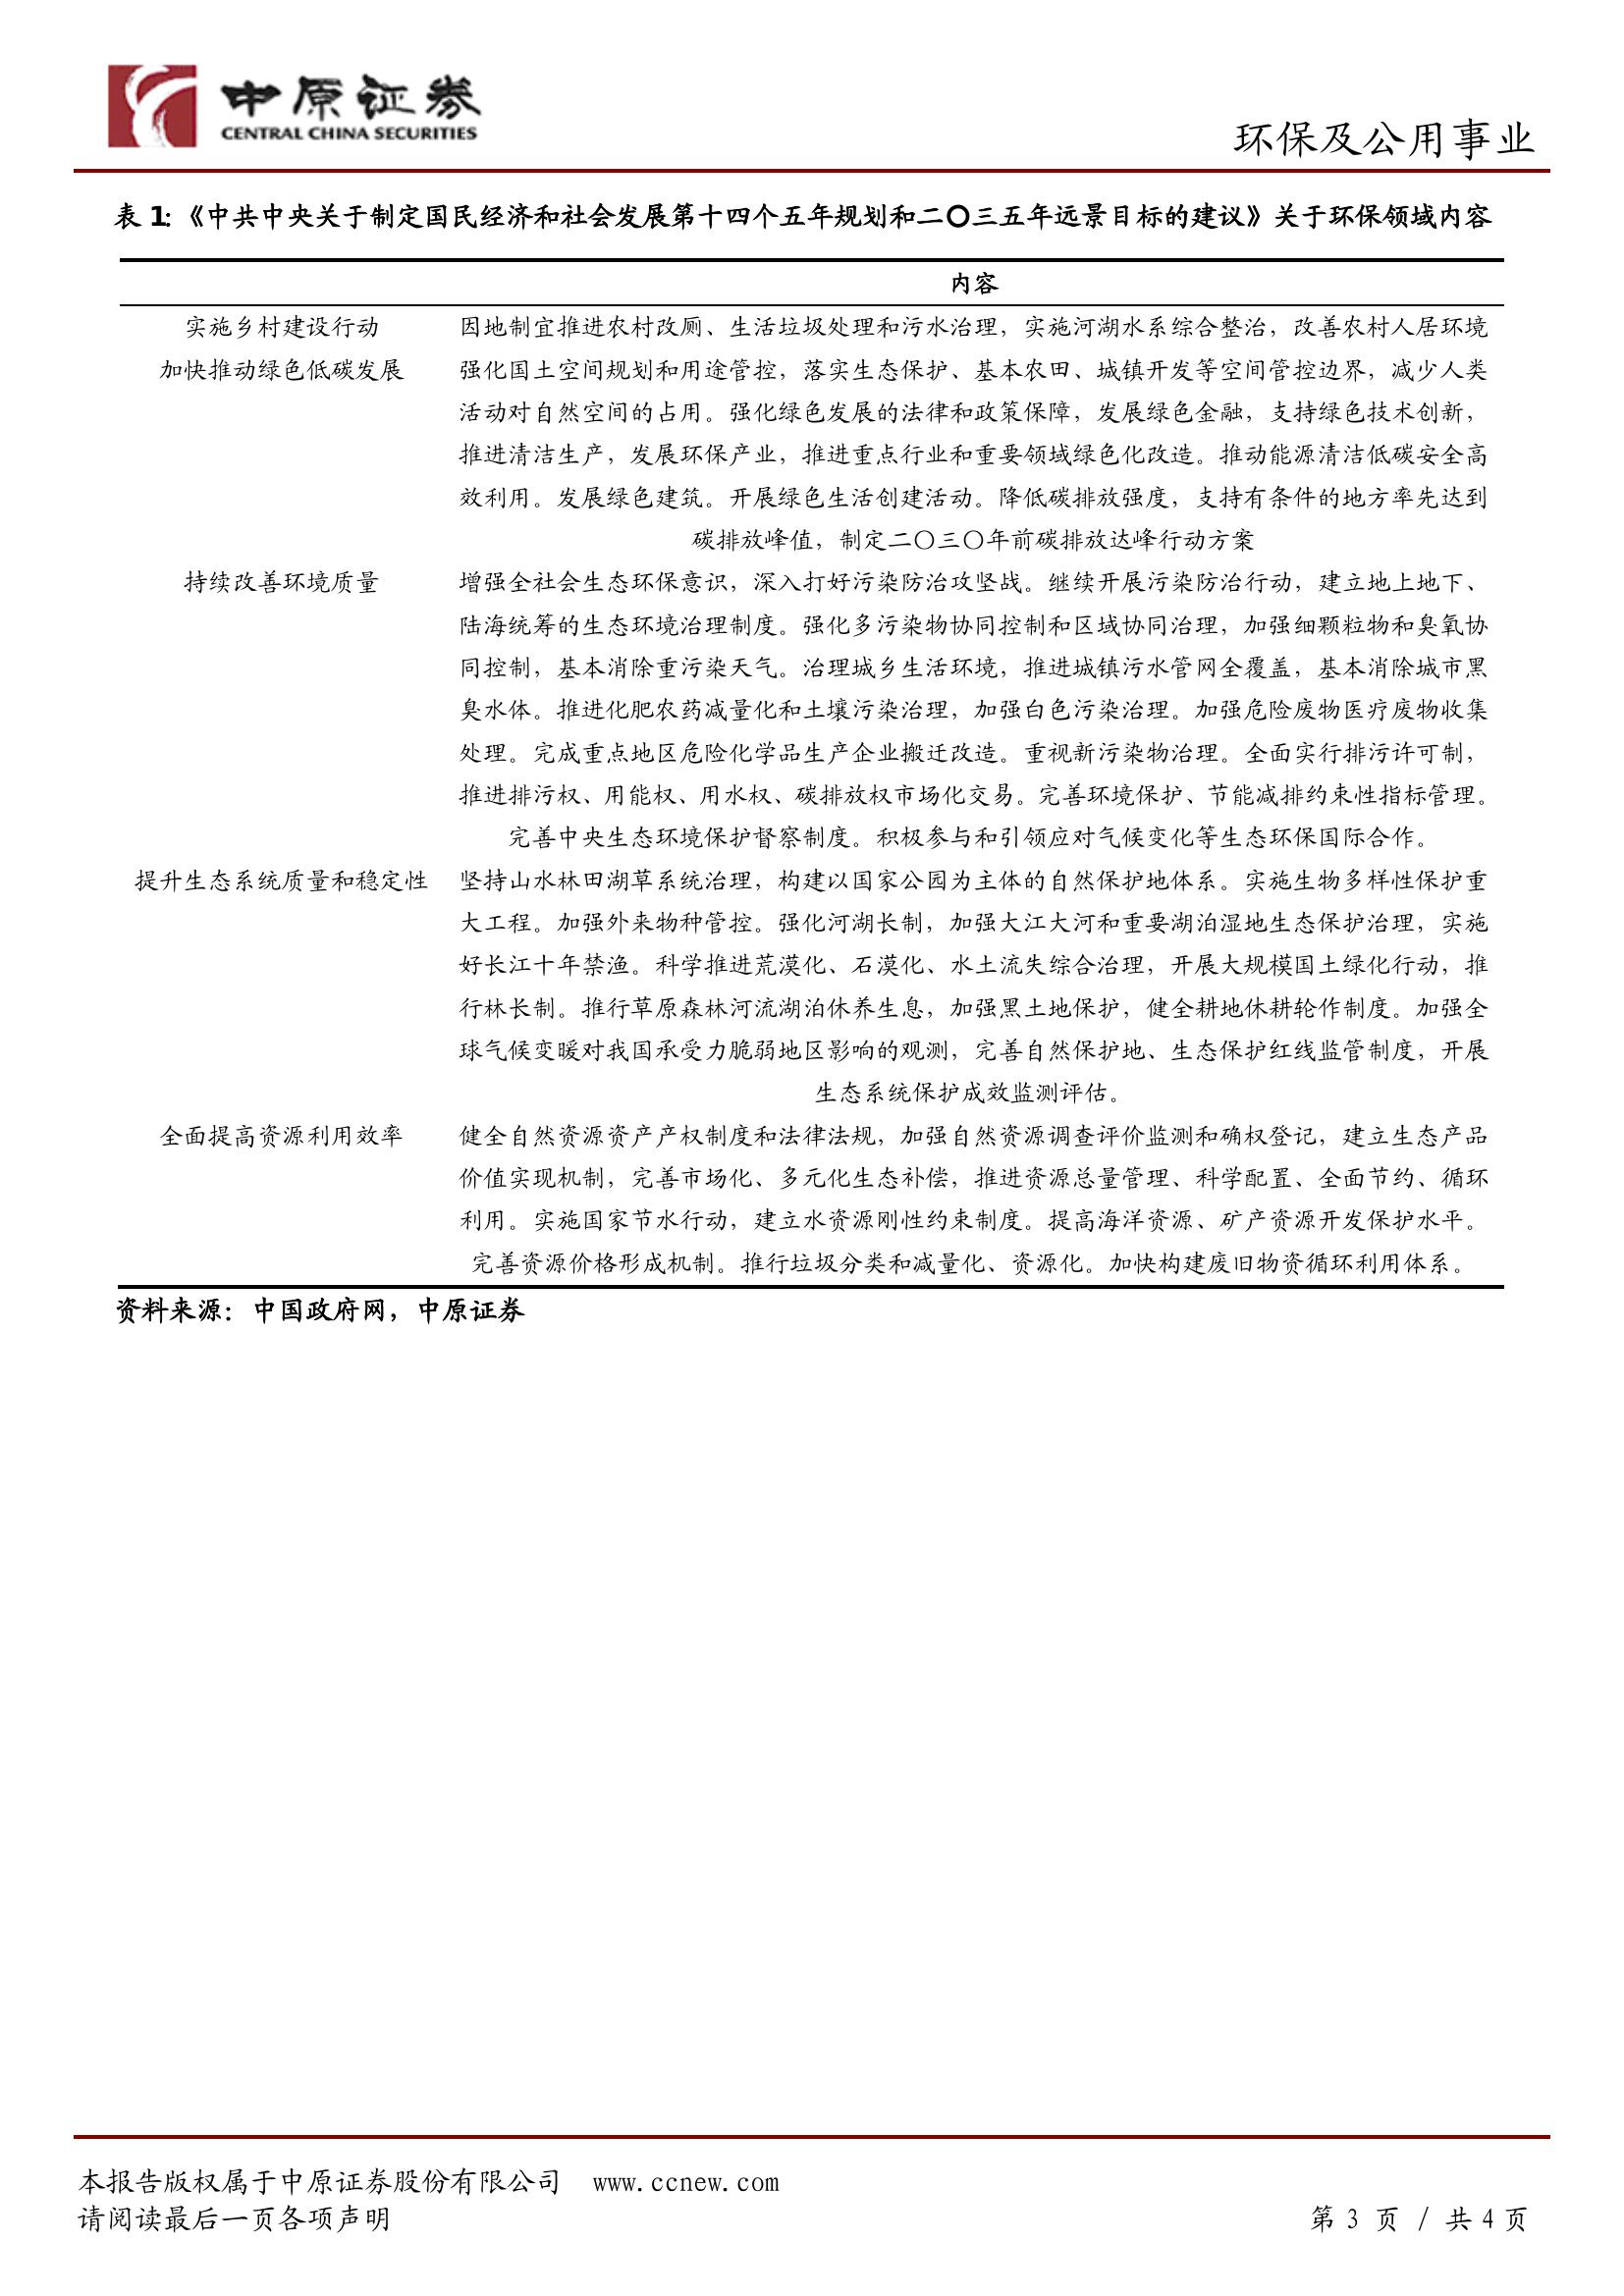 中原证券
CENTRAL CHINA SECURITIES
环保及公用事业
表 1:《中共中央关于制定国民经济和社会发展第十四个五年规划和二〇三五年远景目标的建议》关于环保领域内容
内容
实施乡村建设行动 因地制宜推进农村改厕、生活垃圾处理和污水治理，实施河湖水系综合整治，改善农村人居环境
加快推动绿色低碳发展 强化国土空间规划和用途管控，落实生态保护、基本农田、城镇开发等空间管控边界，减少人类
活动对自然空间的占用。强化绿色发展的法律和政策保障，发展绿色金融，支持绿色技术创新，
推进清洁生产，发展环保产业，推进重点行业和重要领域绿色化改造。推动能源清洁低碳安全高
效利用。发展绿色建筑。开展绿色生活创建活动。降低碳排放强度，支持有条件的地方率先达到
碳排放峰值，制定二〇三〇年前碳排放达峰行动方案
持续改善环境质量 增强全社会生态环保意识，深入打好污染防治攻坚战。继续开展污染防治行动，建立地上地下、
陆海统筹的生态环境治理制度。强化多污染物协同控制和区域协同治理，加强细颗粒物和臭氧协
同控制，基本消除重污染天气。治理城乡生活环境，推进城镇污水管网全覆盖，基本消除城市黑
臭水体。推进化肥农药减量化和土壤污染治理，加强白色污染治理。加强危险废物医疗废物收集
处理。完成重点地区危险化学品生产企业搬迁改造。重视新污染物治理。全面实行排污许可制，
推进排污权、用能权、用水权、碳排放权市场化交易。完善环境保护、节能减排约束性指标管理。
完善中央生态环境保护督察制度。积极参与和引领应对气候变化等生态环保国际合作。
提升生态系统质量和稳定性 坚持山水林田湖草系统治理，构建以国家公园为主体的自然保护地体系。实施生物多样性保护重
大工程。加强外来物种管控。强化河湖长制，加强大江大河和重要湖泊湿地生态保护治理，实施
好长江十年禁渔。科学推进荒漠化、石漠化、水土流失综合治理，开展大规模国土绿化行动，推
行林长制。推行草原森林河流湖泊休养生息，加强黑土地保护，健全耕地休耕轮作制度。加强全
球气候变暖对我国承受力脆弱地区影响的观测，完善自然保护地、生态保护红线监管制度，开展
生态系统保护成效监测评估。
全面提高资源利用效率 健全自然资源资产产权制度和法律法规，加强自然资源调查评价监测和确权登记，建立生态产品
价值实现机制，完善市场化、多元化生态补偿，推进资源总量管理、科学配置、全面节约、循环
利用。实施国家节水行动，建立水资源刚性约束制度。提高海洋资源、矿产资源开发保护水平。
完善资源价格形成机制。推行垃圾分类和减量化、资源化。加快构建废旧物资循环利用体系。
资料来源：中国政府网，中原证券
本报告版权属于中原证券股份有限公司 www.ccnew.com
请阅读最后一页各项声明 第 3 页 / 共 4 页